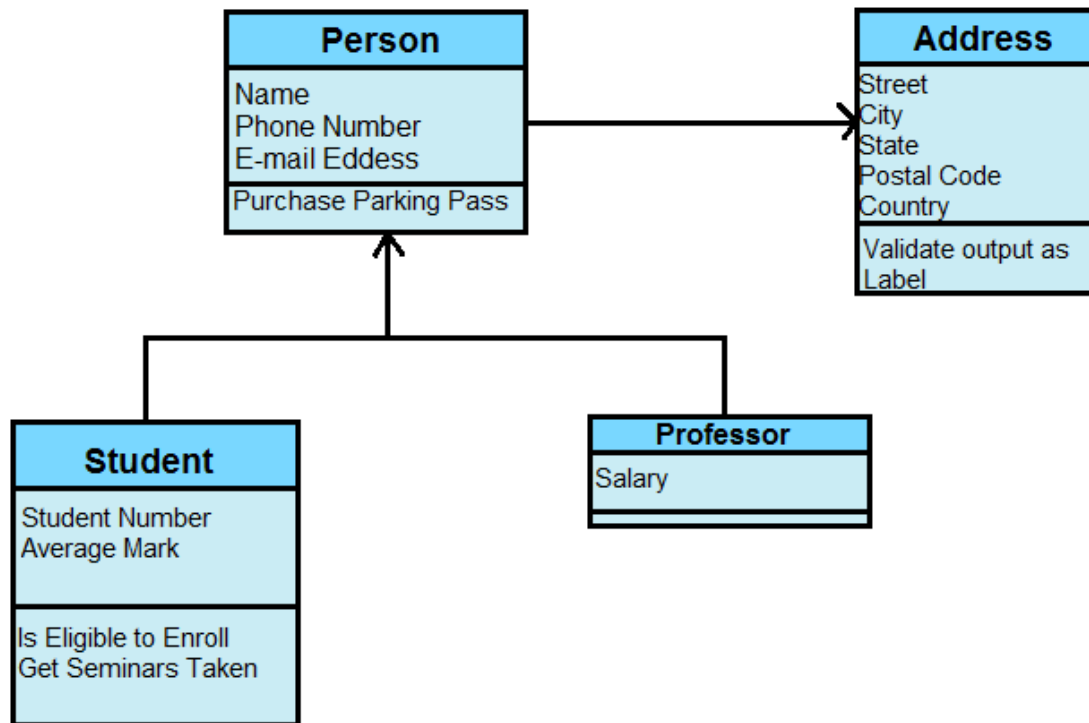 Person
Name
Phone Number
E-mail Eddess
Purchase Parking Pass
Address
Street
City
State
Postal Code
Country
Validate output as
Label
Student
Student Number
Average Mark
Is Eligible to Enroll
Get Seminars Taken
Professor
Salary